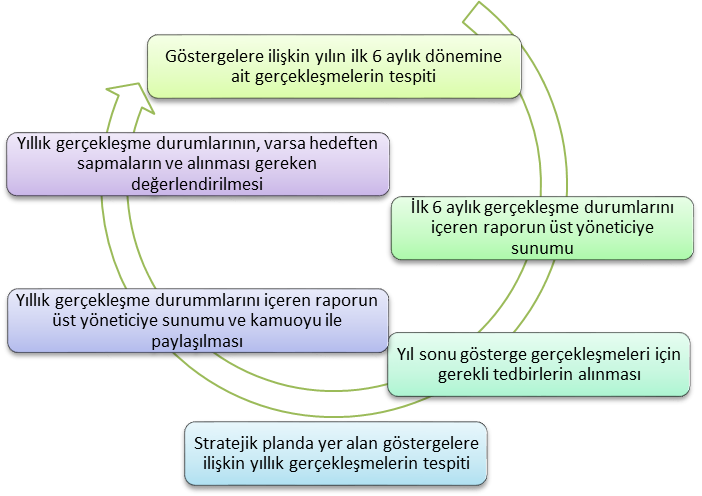 Göstergelere ilişkin yılın ilk 6 aylık dönemine
ait gerçekleşmelerin tespiti
İlk 6 aylık gerçekleşme durumlarını
içeren raporun üst yöneticiye
sunumu
Yıl sonu gösterge gerçekleşmeleri için
gerekli tedbirlerin alınması
Stratejik planda yer alan göstergelere
ilişkin yıllık gerçekleşmelerin tespiti
Yıllık gerçekleşme durummlarını içeren raporun
üst yöneticiye sunumu ve kamuoyu ile
paylaşılması
Yıllık gerçekleşme durumlarının, varsa hedeften
sapmaların ve alınması gereken
değerlendirilmesi